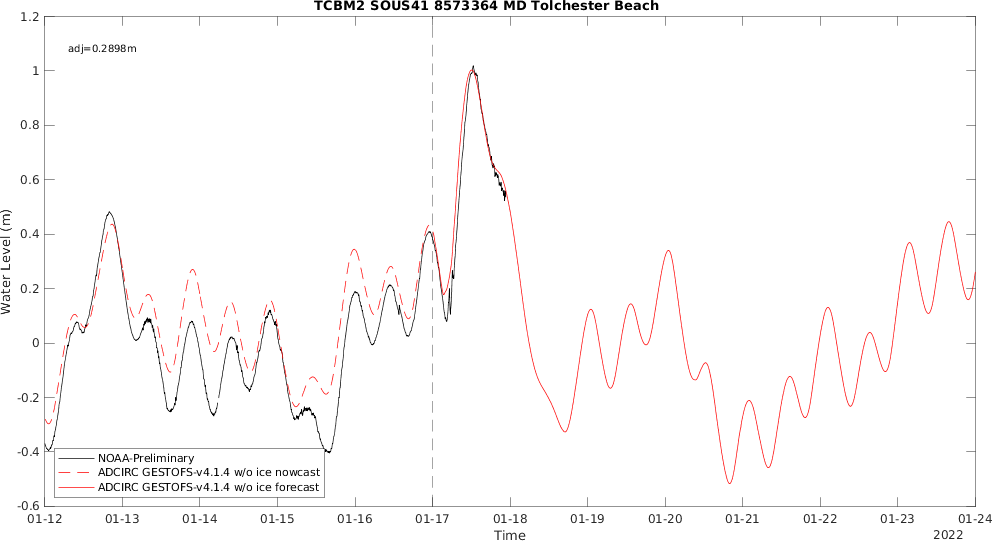 TCBM2 SOUS41 8573364 MD Tolchester Beach
adj=0.2898m
1.2
1
0.8
0.6
0.4
0.2
0
-0.2
-0.4
-0.6
Water Level (m)
NOAA-Preliminary
ADCIRC GESTOFS-v4.1.4 w/o ice nowcast
ADCIRC GESTOFS-v4.1.4 w/o ice forecast
01-12 01-13 01-14 01-15 01-16 01-17 01-18 01-19 01-20 01-21 01-22 01-23 01-24
Time
2022